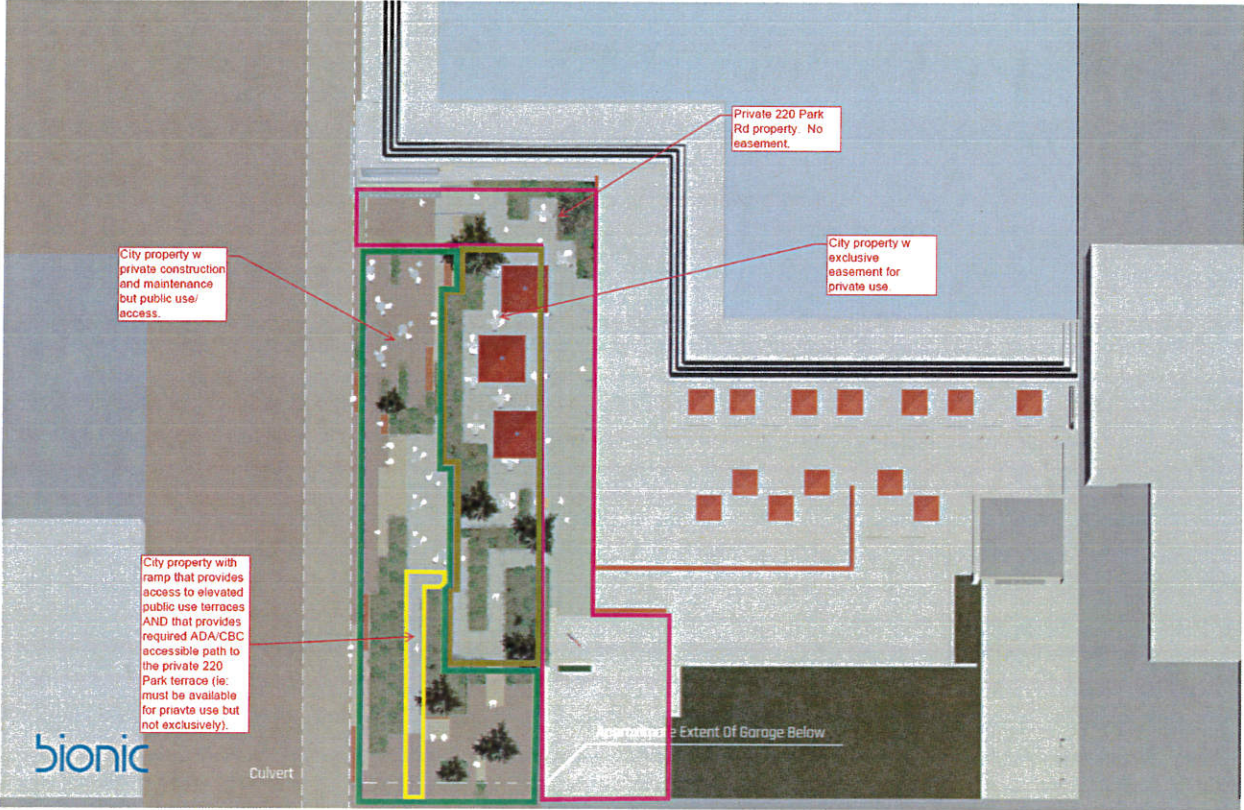 Private 220 Park
Rd property. No
easement.
City property w
private construction
and maintenance
but public use/
access.
City property w
exclusive
easement for
private use.
City property with
ramp that provides
access to elevated
public use terraces
AND that provides
required ADA/CBC
accessible path to
the private 220
Park terrace (ie:
must be available
for priavte use but
not exclusively).
Approximate Extent Of Garage Below
bionic
Culvert